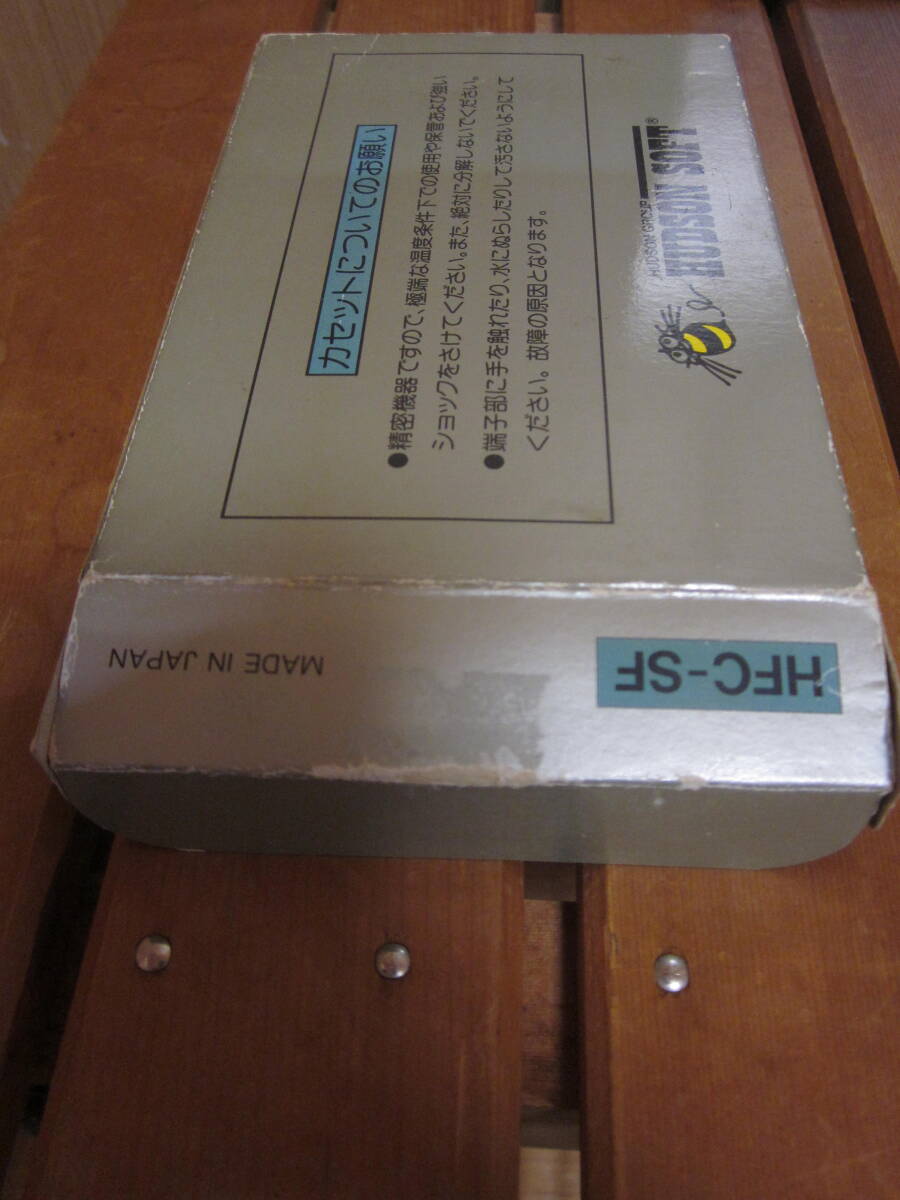 カセットについてのお願い
●精密機器ですので、極端な温度条件下での使用や保管および強い
ショックをさけてください。また、絶対に分解しないでください。
●端子部に手を触れたり、水にぬらしたりして汚さないようにして
ください。故障の原因となります。
HUDSON GROUP
HUDSON SOFT®
HFC-SF
MADE IN JAPAN